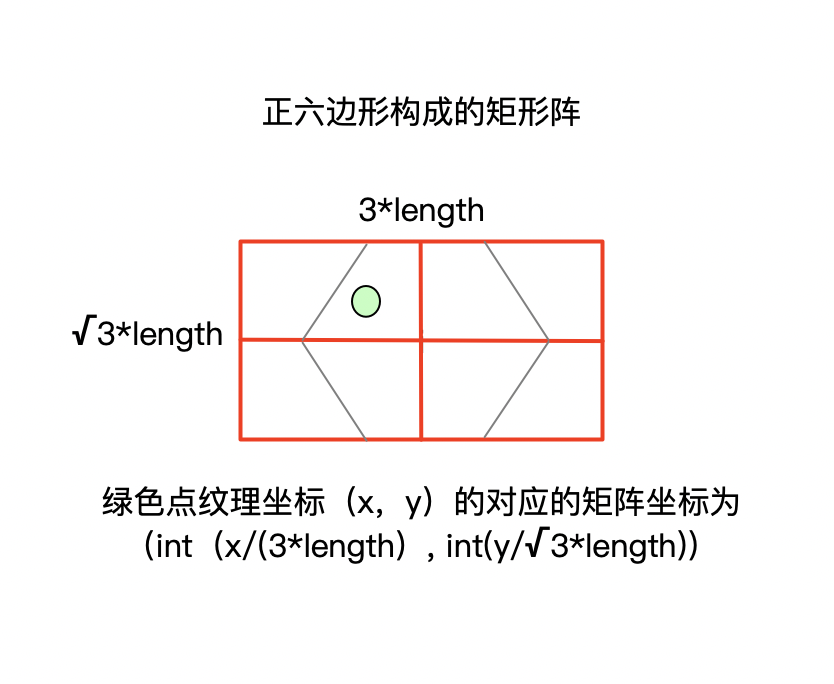 正六边形构成的矩形阵
3*length
√3*length
绿色点纹理坐标（x，y）的对应的矩阵坐标为
（int（x/(3*length）, int(y/√3*length)）